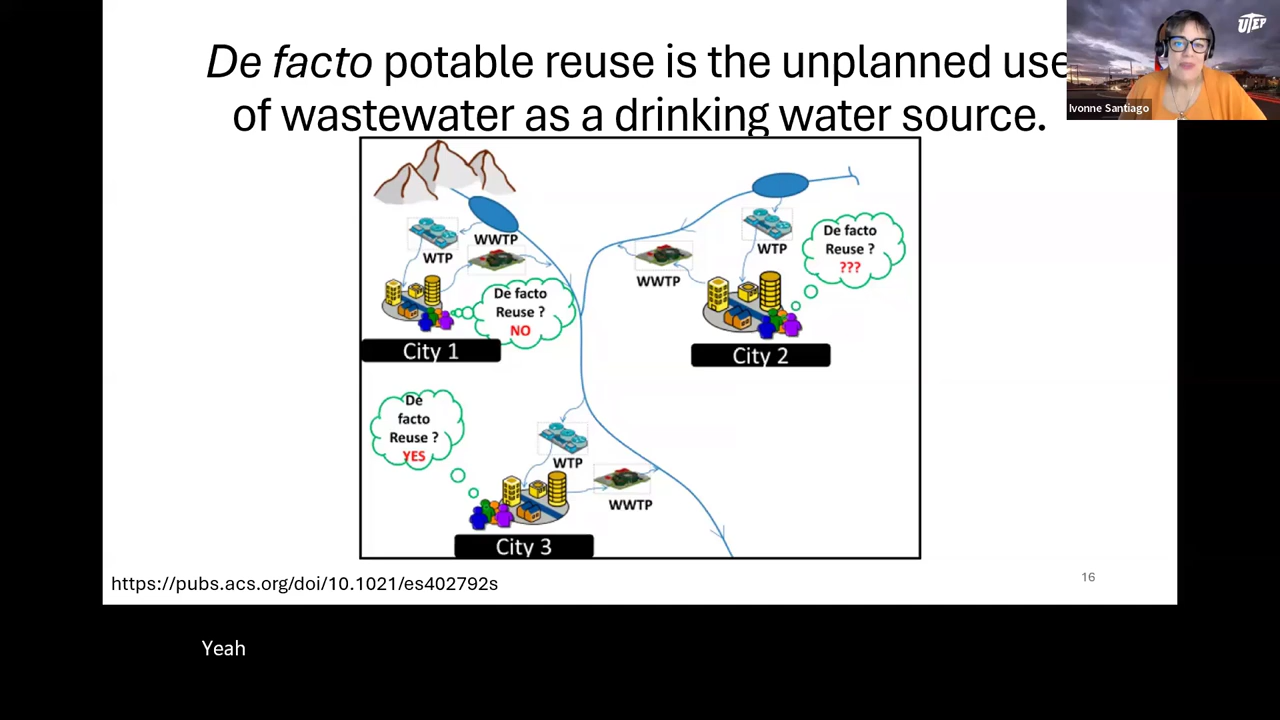 De facto potable reuse is the unplanned use
of wastewater as a drinking water source.
UTEP
Ivonne Santiago
WTP
WWTP
De facto
Reuse ?
NO
City 1
WWTP
WTP
De facto
Reuse ?
???
City 2
De
facto
Reuse ?
YES
WTP
WWTP
City 3
https://pubs.acs.org/doi/10.1021/es402792s
16
Yeah